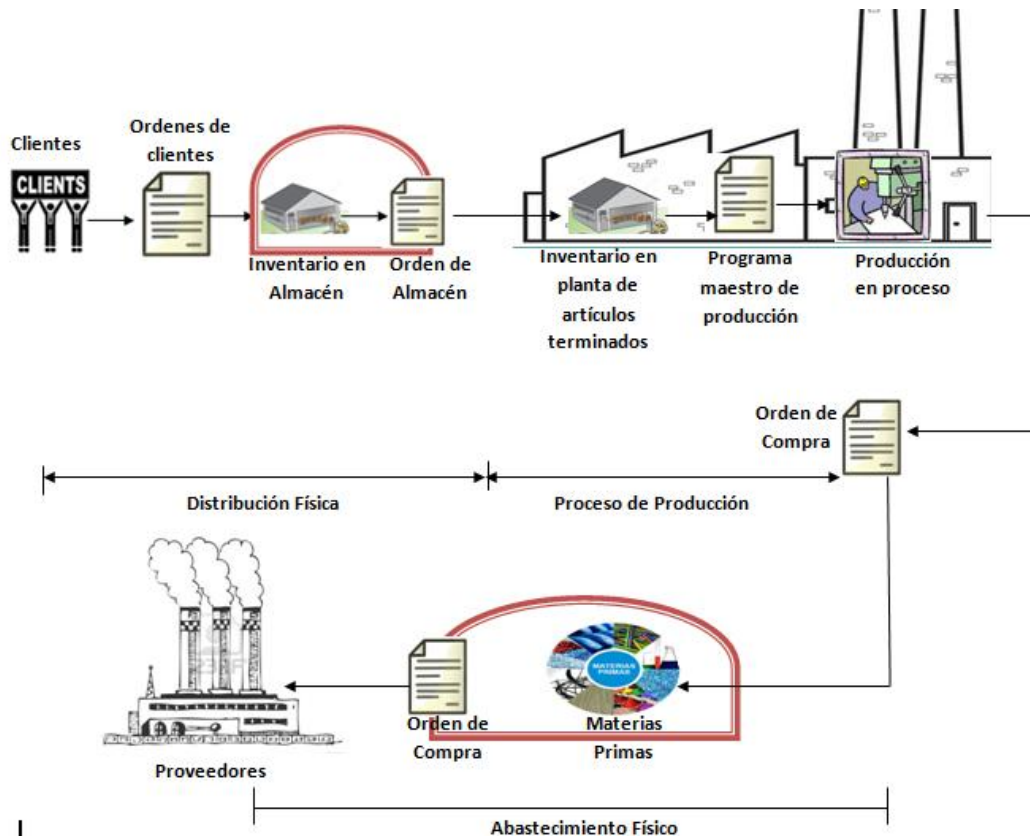 Clientes
CLIENTS
Ordenes de
clientes
Inventario en
Almacén
Orden de
Almacén
Inventario en
planta de
artículos
terminados
Programa
maestro de
producción
Producción
en proceso
Orden de
Compra
Distribución Física
Proceso de Producción
MATERIAS
PRIMAS
Orden de
Compra
Materias
Primas
Proveedores
Abastecimiento Físico